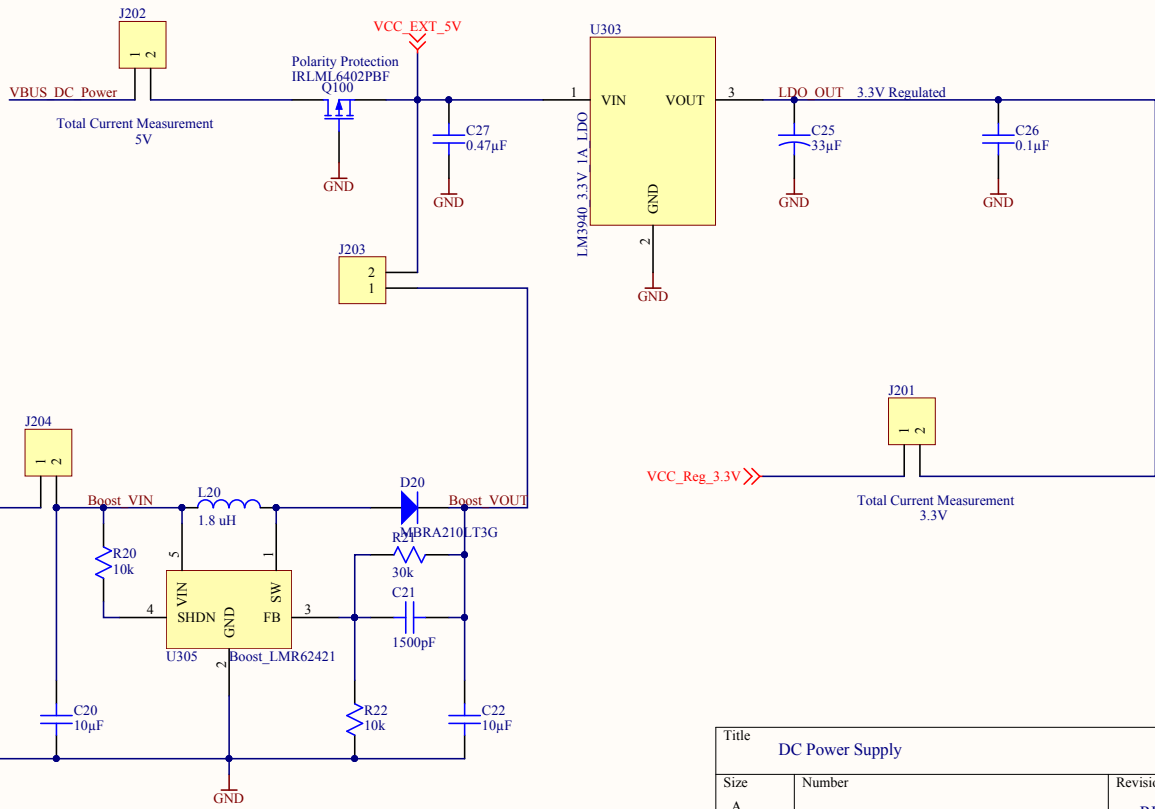 J202
1 2
VBUS_DC_Power
Total Current Measurement
5V
VCC_EXT_5V
Polarity Protection
IRLML6402PBF
Q100
GND
C27
0.47µF
GND
U303
1
VIN
VOUT
3
GND
2
LM3940_3.3V_1A_LDO
GND
LDO_OUT
3.3V Regulated
C25
33µF
GND
C26
0.1µF
GND
J203
2
1
J201
1 2
VCC_Reg_3.3V
Total Current Measurement
3.3V
J204
1 2
Boost_VIN
L20
1.8 uH
D20
MBRA210LT3G
Boost_VOUT
R20
10k
5
1
VIN
SW
4
SHDN
GND
FB
3
2
U305
Boost_LMR62421
R21
30k
C21
1500pF
C20
10µF
R22
10k
C22
10µF
GND
Title
DC Power Supply
Size
A
Number